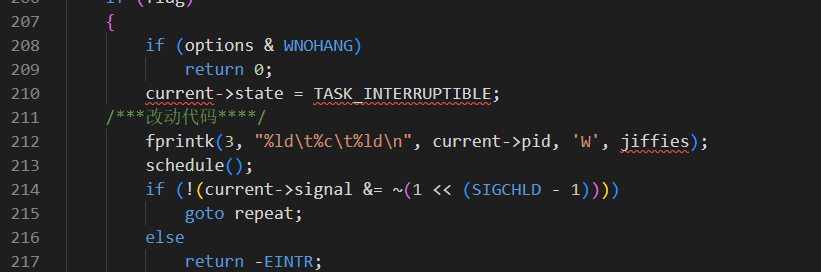 206 if (flag)
207 {
208 if (options & WNOHANG)
209 return 0;
210 current->state = TASK_INTERRUPTIBLE;
211 /***改动代码****/
212 fprintk(3, "%ld\t%c\t%ld\n", current->pid, 'W', jiffies);
213 schedule();
214 if (!(current->signal &= ~(1 << (SIGCHLD - 1))))
215 goto repeat;
216 else
217 return -EINTR;